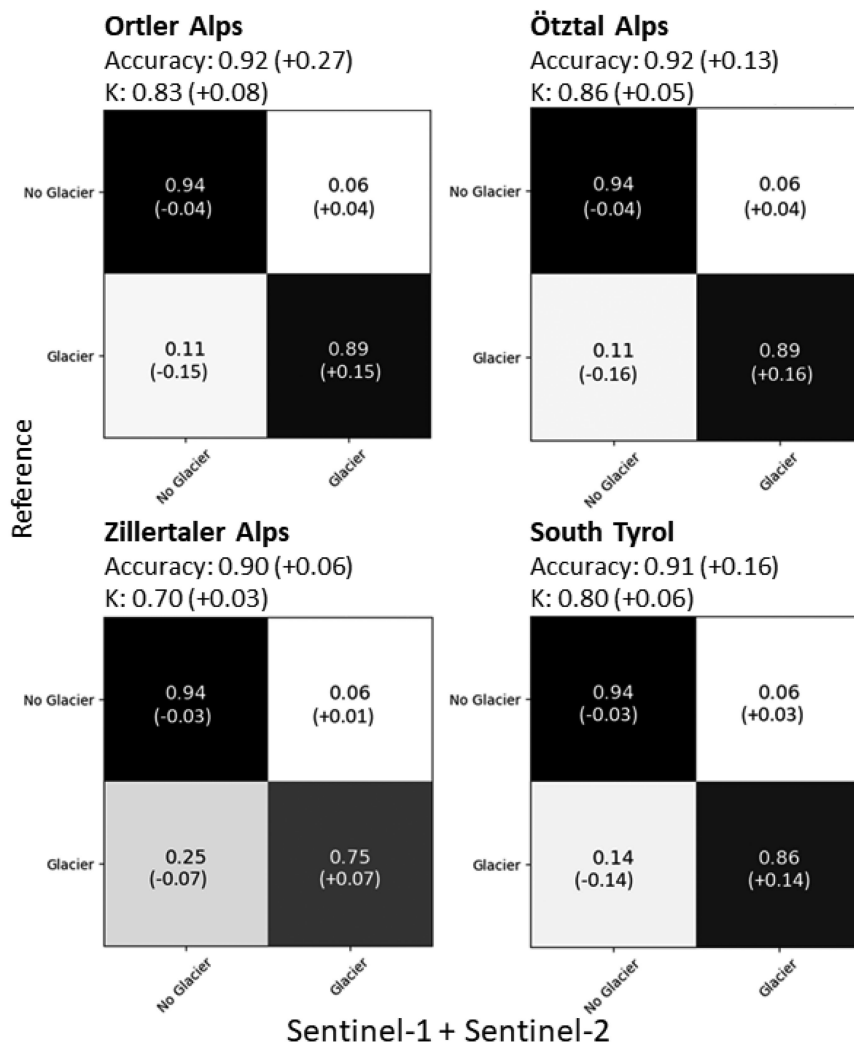 Ortler Alps
Accuracy: 0.92 (+0.27)
K: 0.83 (+0.08)
No Glacier
0.94
(-0.04)
0.06
(+0.04)
Glacier
0.11
(-0.15)
0.89
(+0.15)
No Glacier
Glacier
Ötztal Alps
Accuracy: 0.92 (+0.13)
K: 0.86 (+0.05)
No Glacier
0.94
(-0.04)
0.06
(+0.04)
Glacier
0.11
(-0.16)
0.89
(+0.16)
No Glacier
Glacier
Reference
Zillertaler Alps
Accuracy: 0.90 (+0.06)
K: 0.70 (+0.03)
No Glacier
0.94
(-0.03)
0.06
(+0.01)
Glacier
0.25
(-0.07)
0.75
(+0.07)
No Glacier
Glacier
South Tyrol
Accuracy: 0.91 (+0.16)
K: 0.80 (+0.06)
No Glacier
0.94
(-0.03)
0.06
(+0.03)
Glacier
0.14
(-0.14)
0.86
(+0.14)
No Glacier
Glacier
Sentinel-1 + Sentinel-2